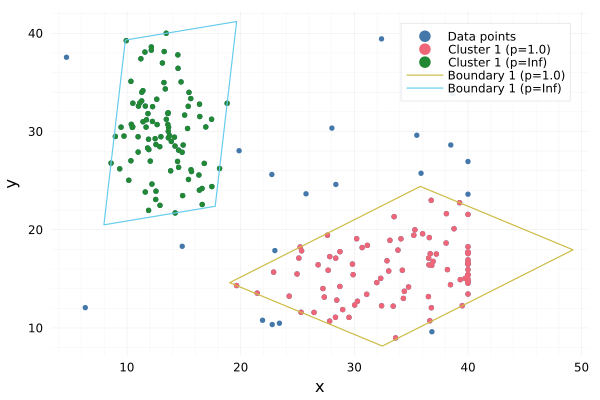 Data points
Cluster 1 (p=1.0)
Cluster 1 (p=Inf)
Boundary 1 (p=1.0)
Boundary 1 (p=Inf)
40
30
20
10
y
10 20 30 40 50
x